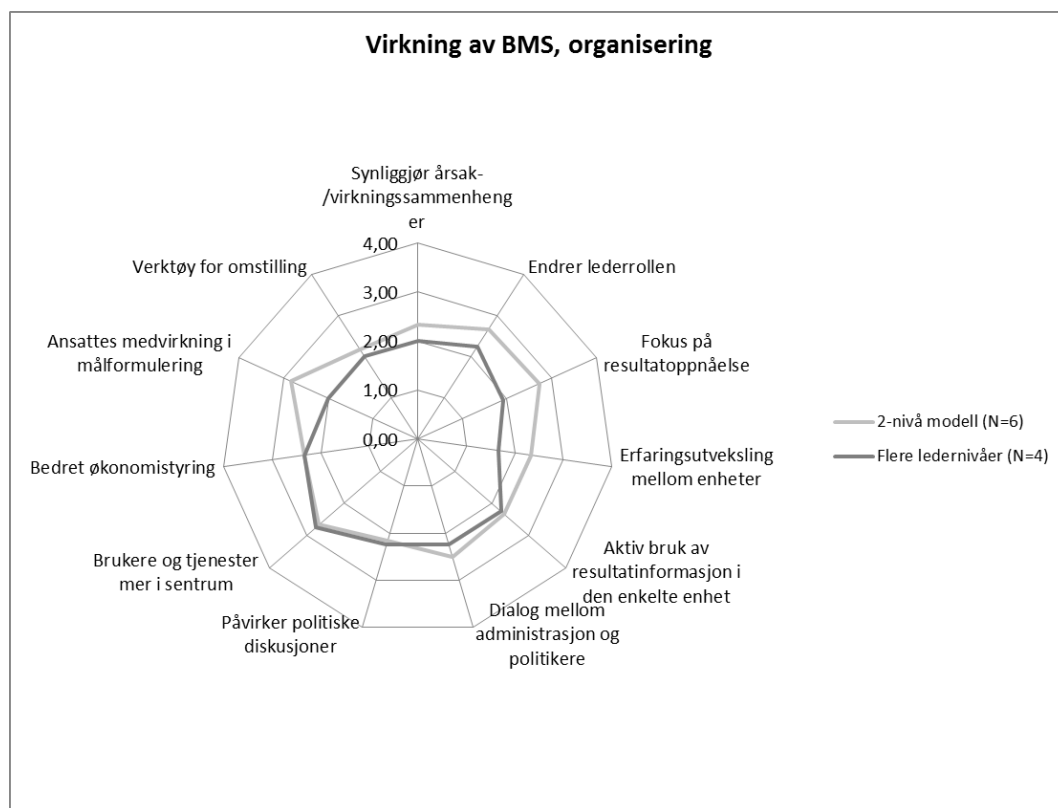 Virkning av BMS, organisering
Synliggjør årsak-
/virkningssammenheng
er
4,00
3,00
2,00
1,00
0,00
Endrer lederrollen
Fokus på
resultatoppnåelse
Erfaringsutveksling
mellom enheter
Aktiv bruk av
resultatinformasjon i
den enkelte enhet
Dialog mellom
administrasjon og
politikere
Påvirker politiske
diskusjoner
Brukere og tjenester
mer i sentrum
Bedret økonomistyring
Ansattes medvirkning i
målformulering
Verktøy for omstilling
2-nivå modell (N=6)
Flere ledernivåer (N=4)